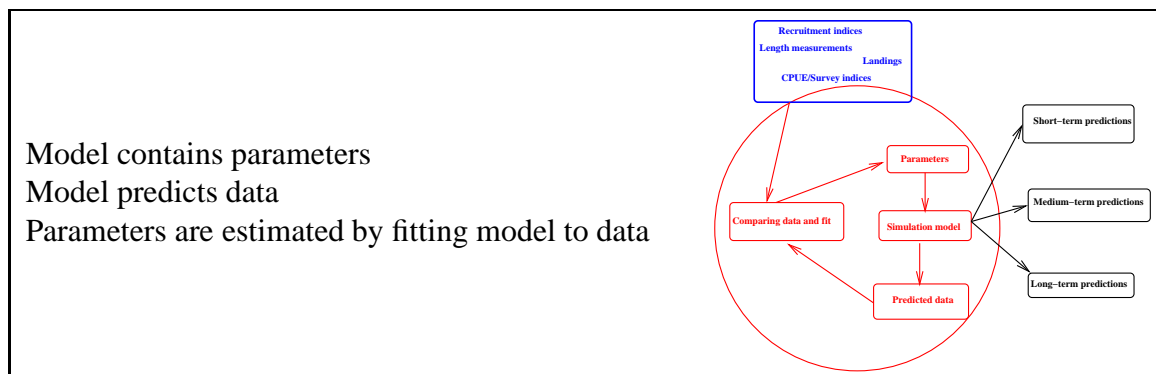 Model contains parameters
Model predicts data
Parameters are estimated by fitting model to data
Recruitment indices
Length measurements
Landings
CPUE/Survey indices
Parameters
Comparing data and fit
Simulation model
Predicted data
Short−term predictions
Medium−term predictions
Long−term predictions